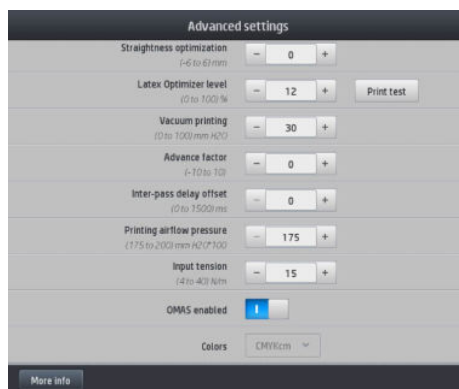 Advanced settings
Straightness optimization
(-6 to 6) mm
- 0 +
Latex Optimizer level
(0 to 100) %
- 12 + Print test
Vacuum printing
(0 to 100) mm H2O
- 30 +
Advance factor
(-10 to 10)
- 0 +
Inter-pass delay offset
(0 to 1500) ms
- 0 +
Printing airflow pressure
(175 to 200) mm H2O*100
- 175 +
Input tension
(4 to 40) N/m
- 15 +
OMAS enabled
I
Colors
CMYKcm
More info